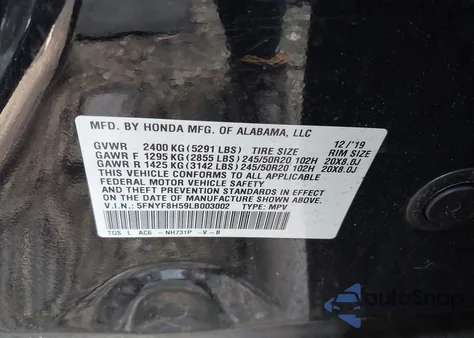 MFD. BY HONDA MFG. OF ALABAMA, LLC
12/'19
GVWR 2400 KG (5291 LBS) TIRE SIZE RIM SIZE
GAWR F 1295 KG (2855 LBS) 245/50R20 102H 20X8.0J
GAWR R 1425 KG (3142 LBS) 245/50R20 102H 20X8.0J
THIS VEHICLE CONFORMS TO ALL APPLICABLE
FEDERAL MOTOR VEHICLE SAFETY
AND THEFT PREVENTION STANDARDS IN EFFECT
ON THE DATE OF MANUFACTURE SHOWN ABOVE.
V.I.N.: 5FNYF8H59LB003002 TYPE: MPV
TGS L AC6 - NH731P -V-B
autoSnap